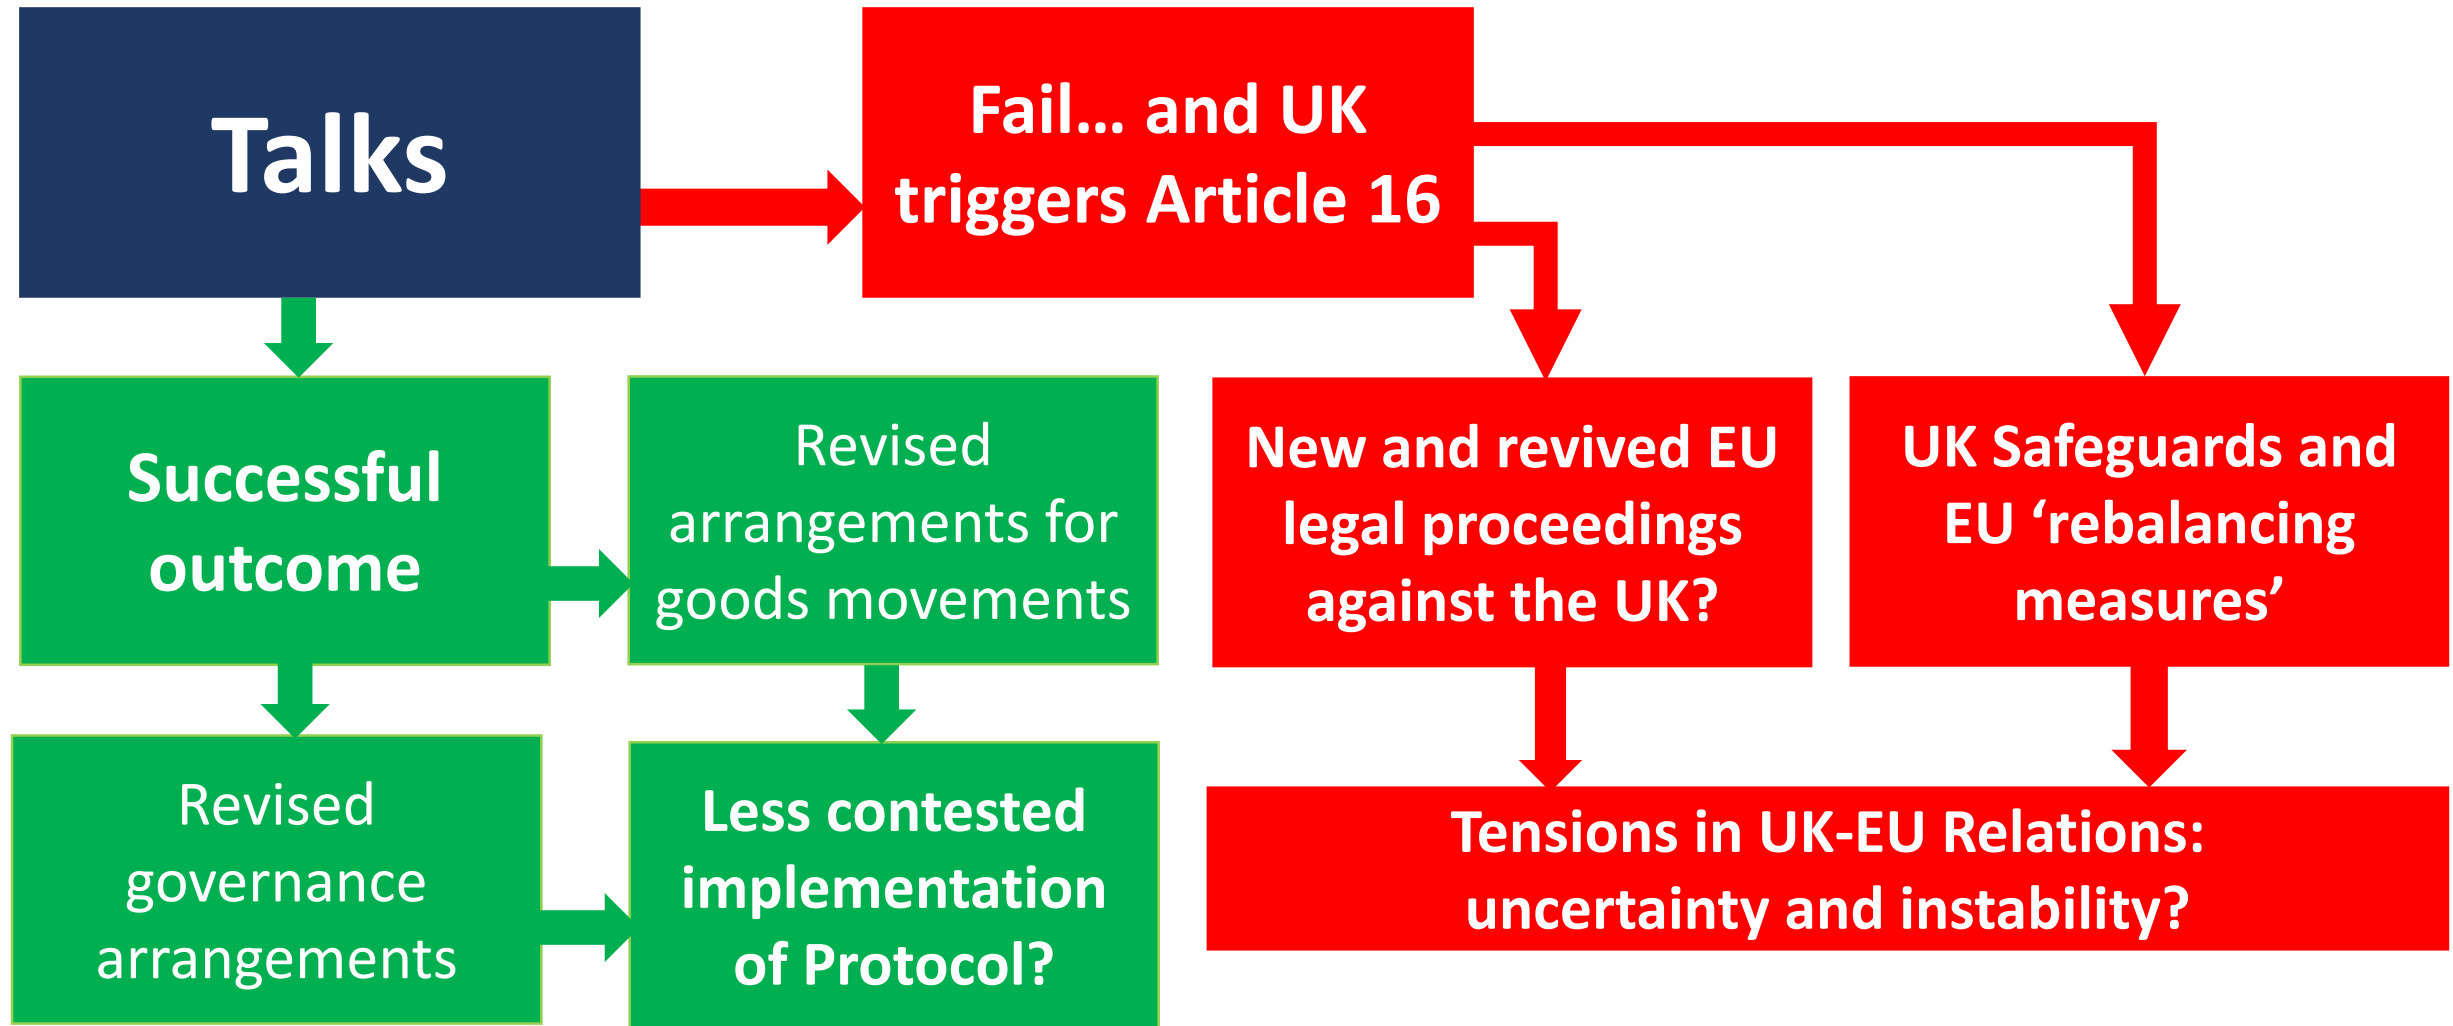 Talks
Fail... and UK
triggers Article 16
Successful
outcome
Revised
arrangements for
goods movements
New and revived EU
legal proceedings
against the UK?
UK Safeguards and
EU ‘rebalancing
measures’
Revised
governance
arrangements
Less contested
implementation
of Protocol?
Tensions in UK-EU Relations:
uncertainty and instability?